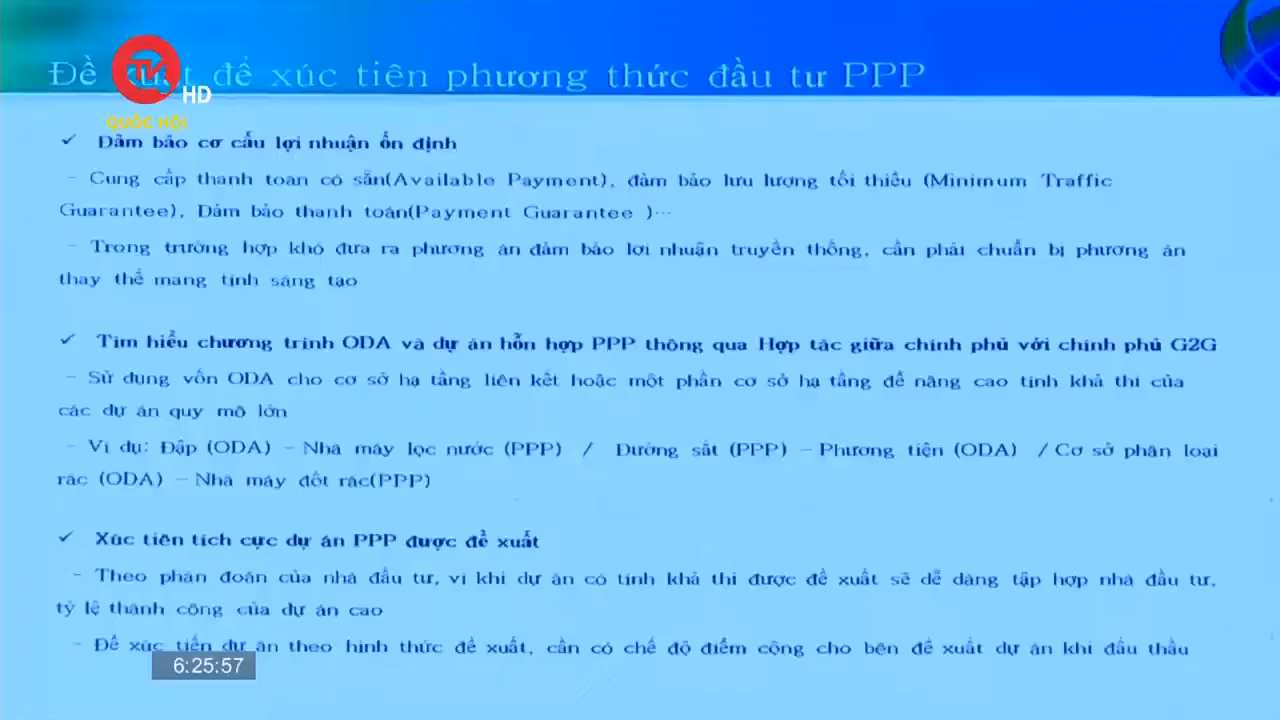 Đề xuất để xúc tiên phương thức đầu tư PPP
HD
QUỐC HỘI
✓ Đảm bảo cơ cấu lợi nhuận ổn định
– Cung cấp thanh toán có sẵn(Available Payment), đảm bảo lưu lượng tối thiểu (Minimum Traffic
Guarantee), Đảm bảo thanh toán(Payment Guarantee )…
– Trong trường hợp khó đưa ra phương án đảm bảo lợi nhuận truyền thống, cần phải chuẩn bị phương án
thay thế mang tính sáng tạo
✓ Tìm hiểu chương trình ODA và dự án hỗn hợp PPP thông qua Hợp tác giữa chính phủ với chính phủ G2G
– Sử dụng vốn ODA cho cơ sở hạ tầng liên kết hoặc một phần cơ sở hạ tầng để nâng cao tính khả thi của
các dự án quy mô lớn
– Ví dụ: Đập (ODA) – Nhà máy lọc nước (PPP) / Đường sắt (PPP) – Phương tiện (ODA) / Cơ sở phân loại
rác (ODA) – Nhà máy đốt rác(PPP)
✓ Xúc tiên tích cực dự án PPP được đề xuất
– Theo phán đoán của nhà đầu tư, vì khi dự án có tính khả thi được đề xuất sẽ dễ dàng tập hợp nhà đầu tư,
tỷ lệ thành công của dự án cao
– Để xúc tiến dự án theo hình thức đề xuất, cần có chế độ điểm cộng cho bên đề xuất dự án khi đấu thầu
6:25:57